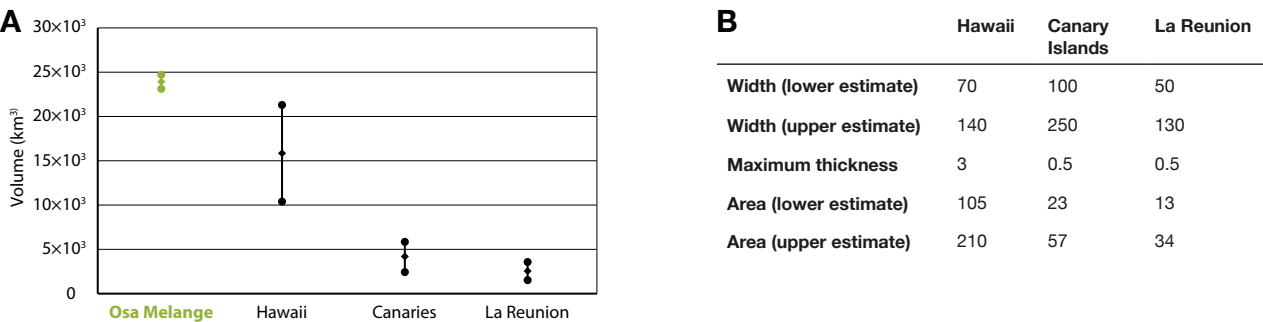 A
Volume (km³⁾)
30×10³
25×10³
20×10³
15×10³
10×10³
5×10³
0
Osa Melange Hawaii Canaries La Reunion
B
Hawaii Canary Islands La Reunion
Width (lower estimate) 70 100 50
Width (upper estimate) 140 250 130
Maximum thickness 3 0.5 0.5
Area (lower estimate) 105 23 13
Area (upper estimate) 210 57 34